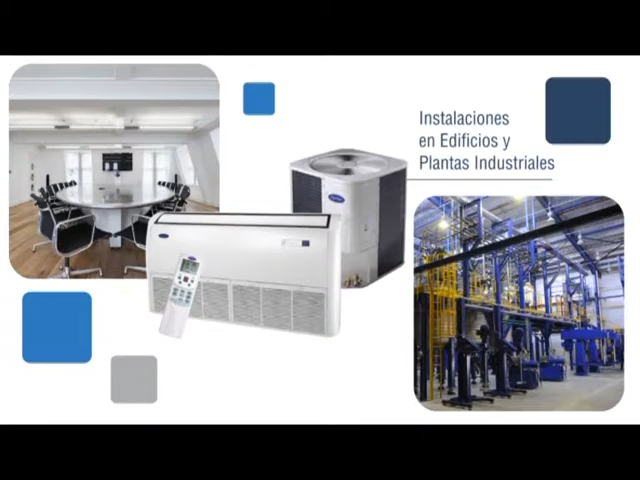 Instalaciones
en Edificios y
Plantas Industriales